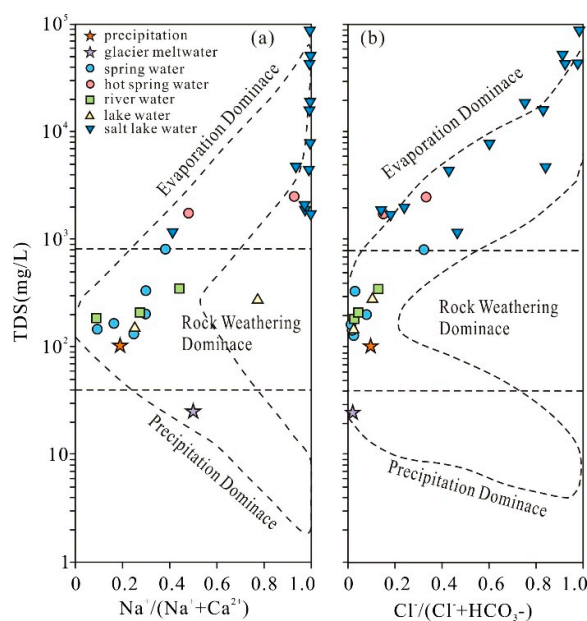 10⁵
10⁴
10³
10²
10
1
TDS(mg/L)
(a)
precipitation
glacier meltwater
spring water
hot spring water
river water
lake water
salt lake water
Evaporation Dominace
Rock Weathering
Dominace
Precipitation Dominace
0 0.2 0.4 0.6 0.8 1.0
Na⁺/(Na⁺+Ca²⁺)
(b)
Evaporation Dominace
Rock Weathering
Dominace
Precipitation Dominace
0 0.2 0.4 0.6 0.8 1.0
Cl⁻/(Cl⁻+HCO₃-)